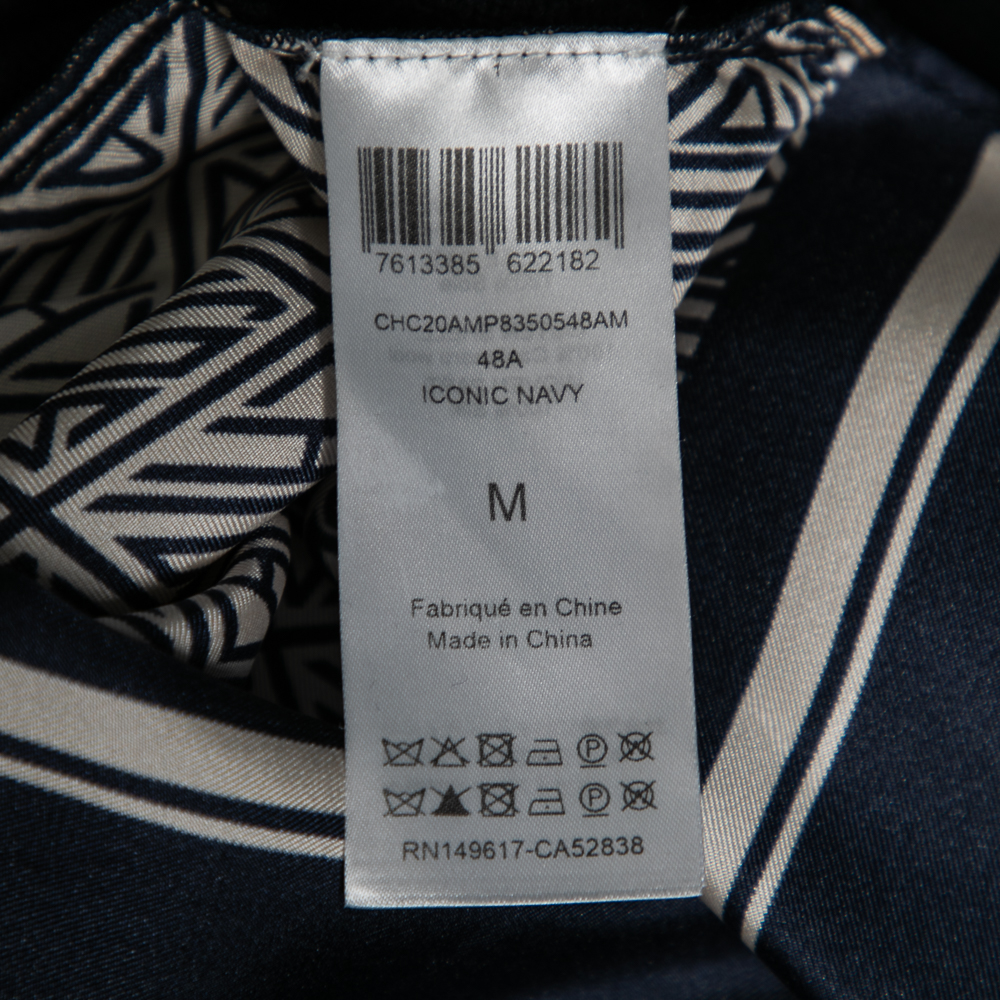 7613385 622182
CHC20AMP8350548AM
48A
ICONIC NAVY
M
Fabriqué en Chine
Made in China
P
P
RN149617-CA52838